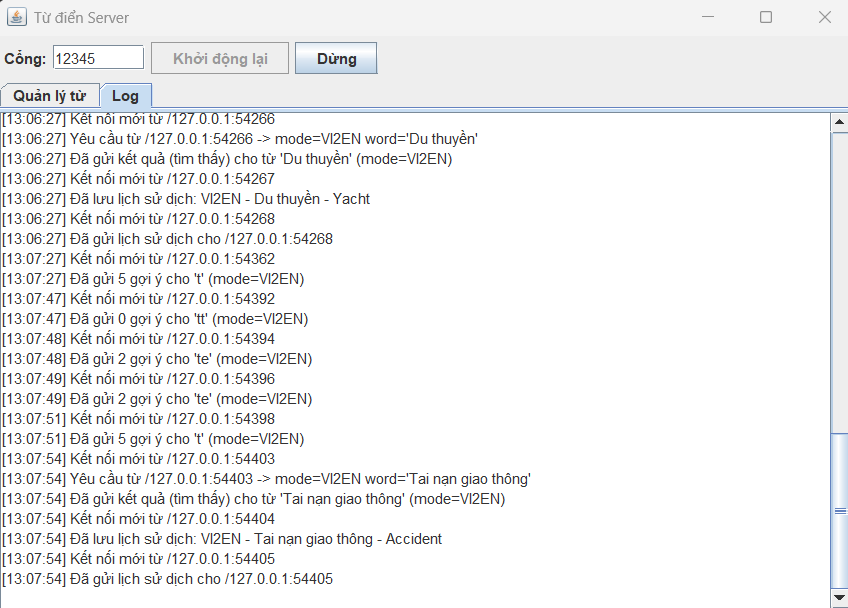 Từ điển Server
Cổng: 12345 Khởi động lại Dừng
Quản lý từ Log
[13:06:27] Kết nối mới từ /127.0.0.1:54266
[13:06:27] Yêu cầu từ /127.0.0.1:54266 -> mode=VI2EN word='Du thuyền'
[13:06:27] Đã gửi kết quả (tìm thấy) cho từ 'Du thuyền' (mode=VI2EN)
[13:06:27] Kết nối mới từ /127.0.0.1:54267
[13:06:27] Đã lưu lịch sử dịch: VI2EN - Du thuyền - Yacht
[13:06:27] Kết nối mới từ /127.0.0.1:54268
[13:06:27] Đã gửi lịch sử dịch cho /127.0.0.1:54268
[13:07:27] Kết nối mới từ /127.0.0.1:54362
[13:07:27] Đã gửi 5 gợi ý cho 't' (mode=VI2EN)
[13:07:47] Kết nối mới từ /127.0.0.1:54392
[13:07:47] Đã gửi 0 gợi ý cho 'tt' (mode=VI2EN)
[13:07:48] Kết nối mới từ /127.0.0.1:54394
[13:07:48] Đã gửi 2 gợi ý cho 'te' (mode=VI2EN)
[13:07:49] Kết nối mới từ /127.0.0.1:54396
[13:07:49] Đã gửi 2 gợi ý cho 'te' (mode=VI2EN)
[13:07:51] Kết nối mới từ /127.0.0.1:54398
[13:07:51] Đã gửi 5 gợi ý cho 't' (mode=VI2EN)
[13:07:54] Kết nối mới từ /127.0.0.1:54403
[13:07:54] Yêu cầu từ /127.0.0.1:54403 -> mode=VI2EN word='Tai nạn giao thông'
[13:07:54] Đã gửi kết quả (tìm thấy) cho từ 'Tai nạn giao thông' (mode=VI2EN)
[13:07:54] Kết nối mới từ /127.0.0.1:54404
[13:07:54] Đã lưu lịch sử dịch: VI2EN - Tai nạn giao thông - Accident
[13:07:54] Kết nối mới từ /127.0.0.1:54405
[13:07:54] Đã gửi lịch sử dịch cho /127.0.0.1:54405